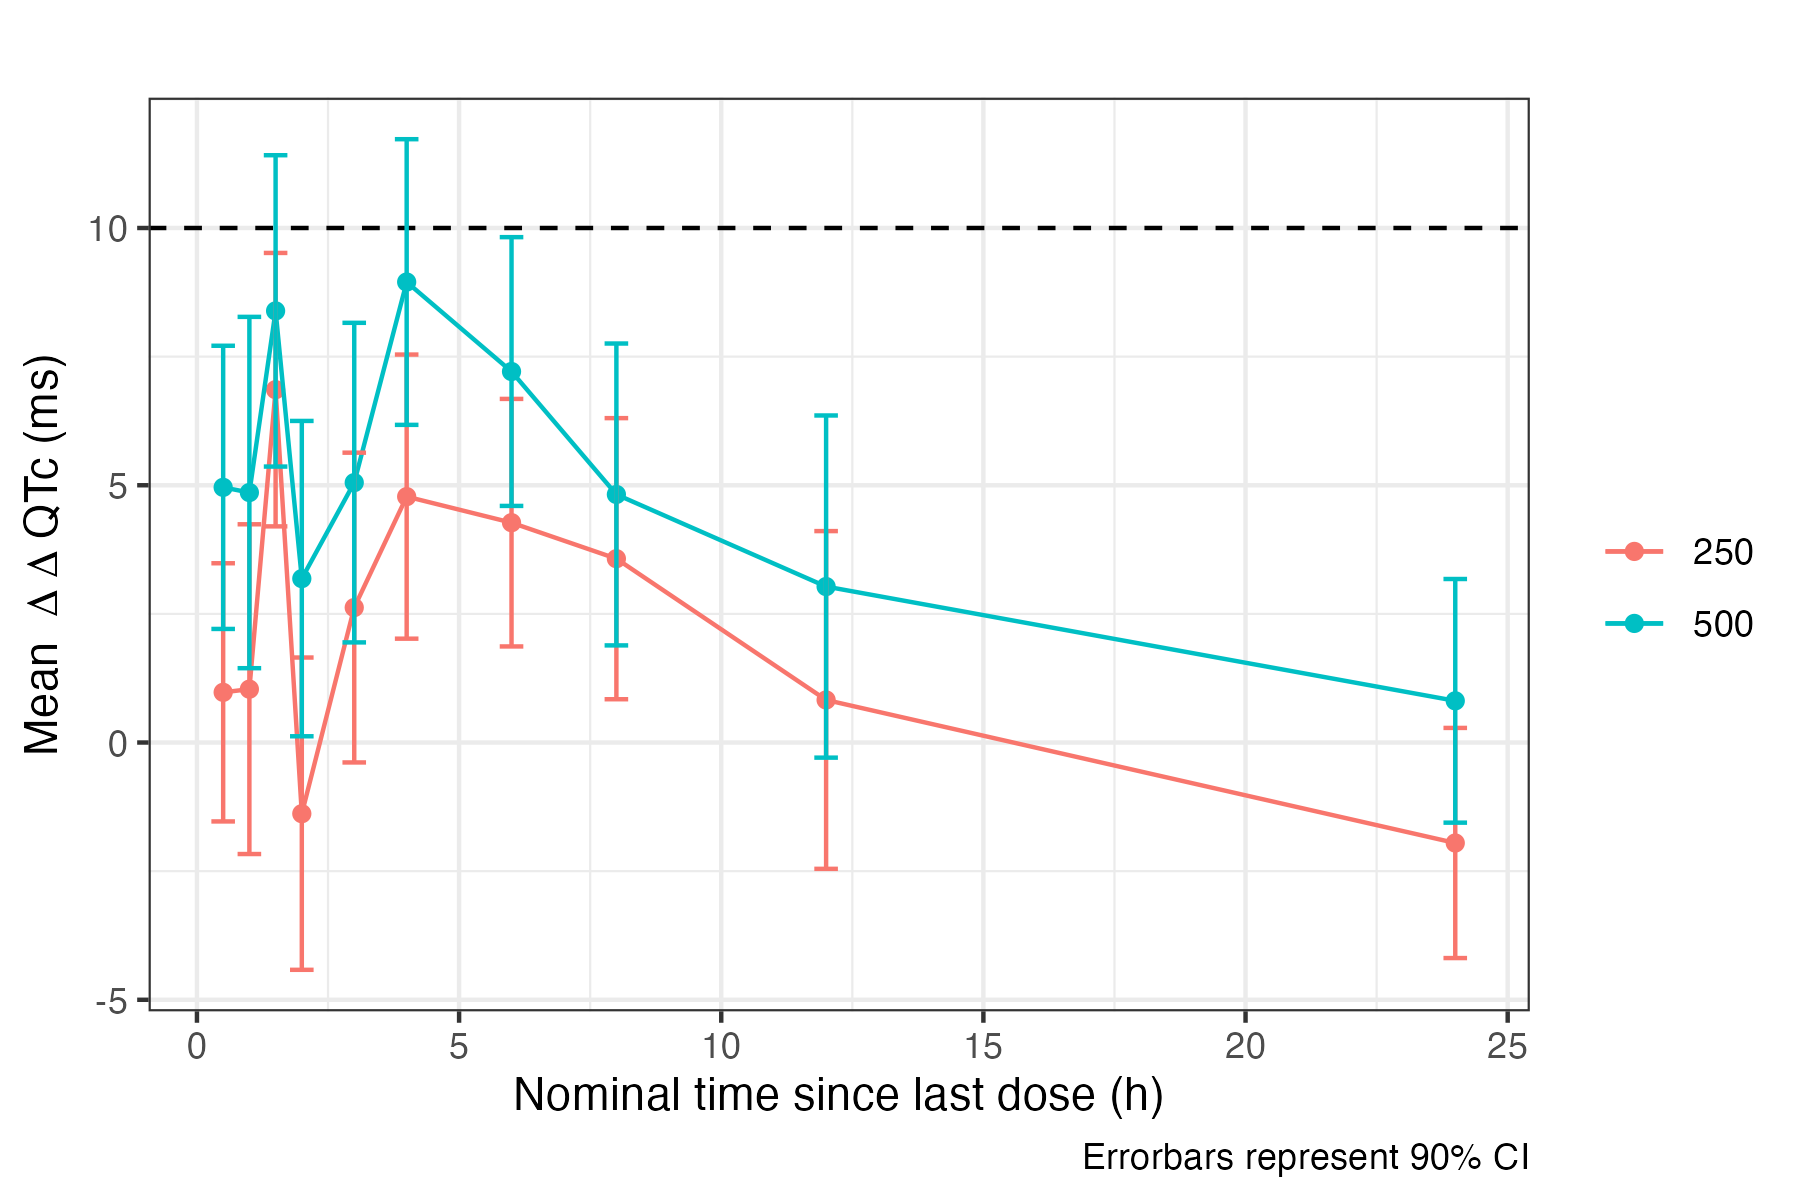 Mean Δ Δ QTc (ms)
10
5
0
-5
0 5 10 15 20 25
Nominal time since last dose (h)
250
500
Errorbars represent 90% CI